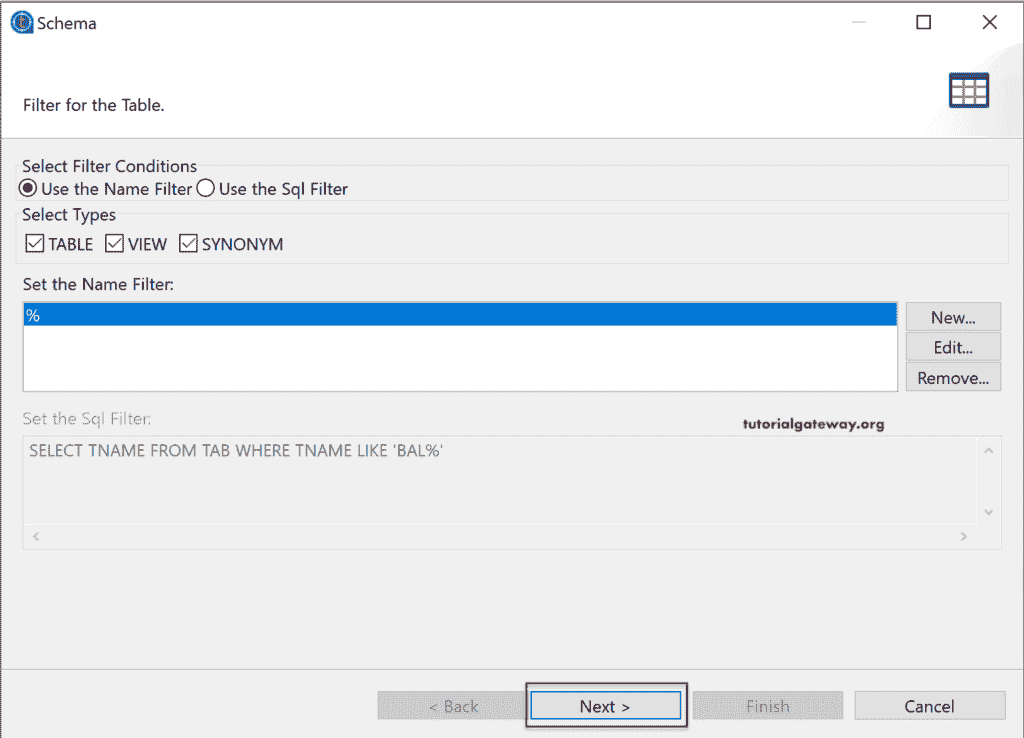 Schema
Filter for the Table.
Select Filter Conditions
Use the Name Filter Use the Sql Filter
Select Types
TABLE VIEW SYNONYM
Set the Name Filter:
%
New...
Edit...
Remove...
Set the Sql Filter:
tutorialgateway.org
SELECT TNAME FROM TAB WHERE TNAME LIKE 'BAL%'
< Back Next > Finish Cancel